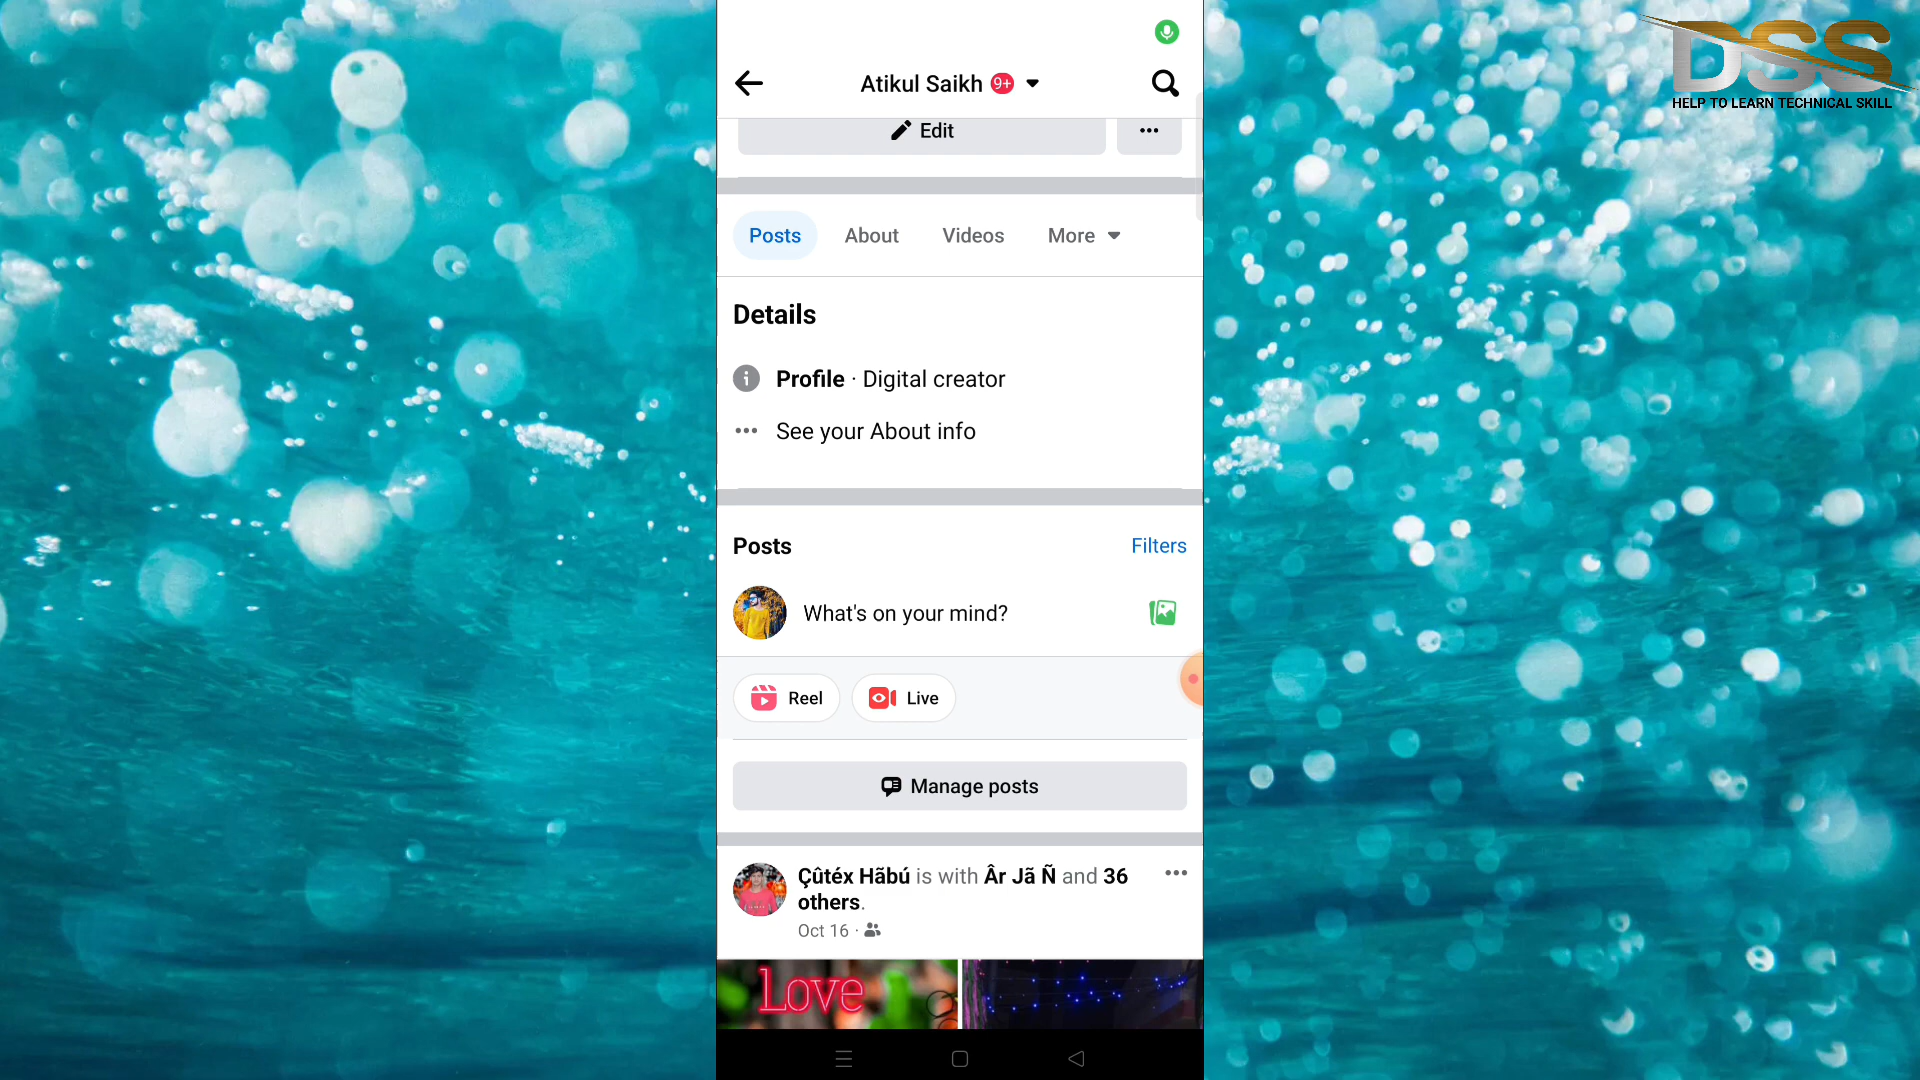 DSS
HELP TO LEARN TECHNICAL SKILL
Atikul Saikh 9+
Edit
Posts About Videos More
Details
Profile · Digital creator
See your About info
Posts Filters
What's on your mind?
Reel Live
Manage posts
Çûtéx Hãbú is with Âr Jã Ñ and 36
others.
Oct 16 ·
Love